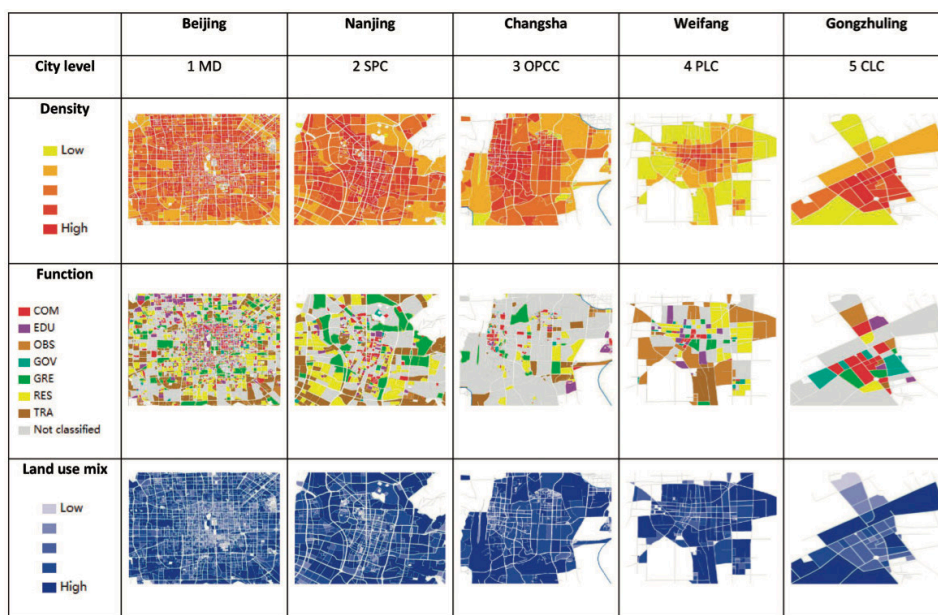 Beijing Nanjing Changsha Weifang Gongzhuling
City level 1 MD 2 SPC 3 OPCC 4 PLC 5 CLC
Density
Low
High
Function
COM
EDU
OBS
GOV
GRE
RES
TRA
Not classified
Land use mix
Low
High